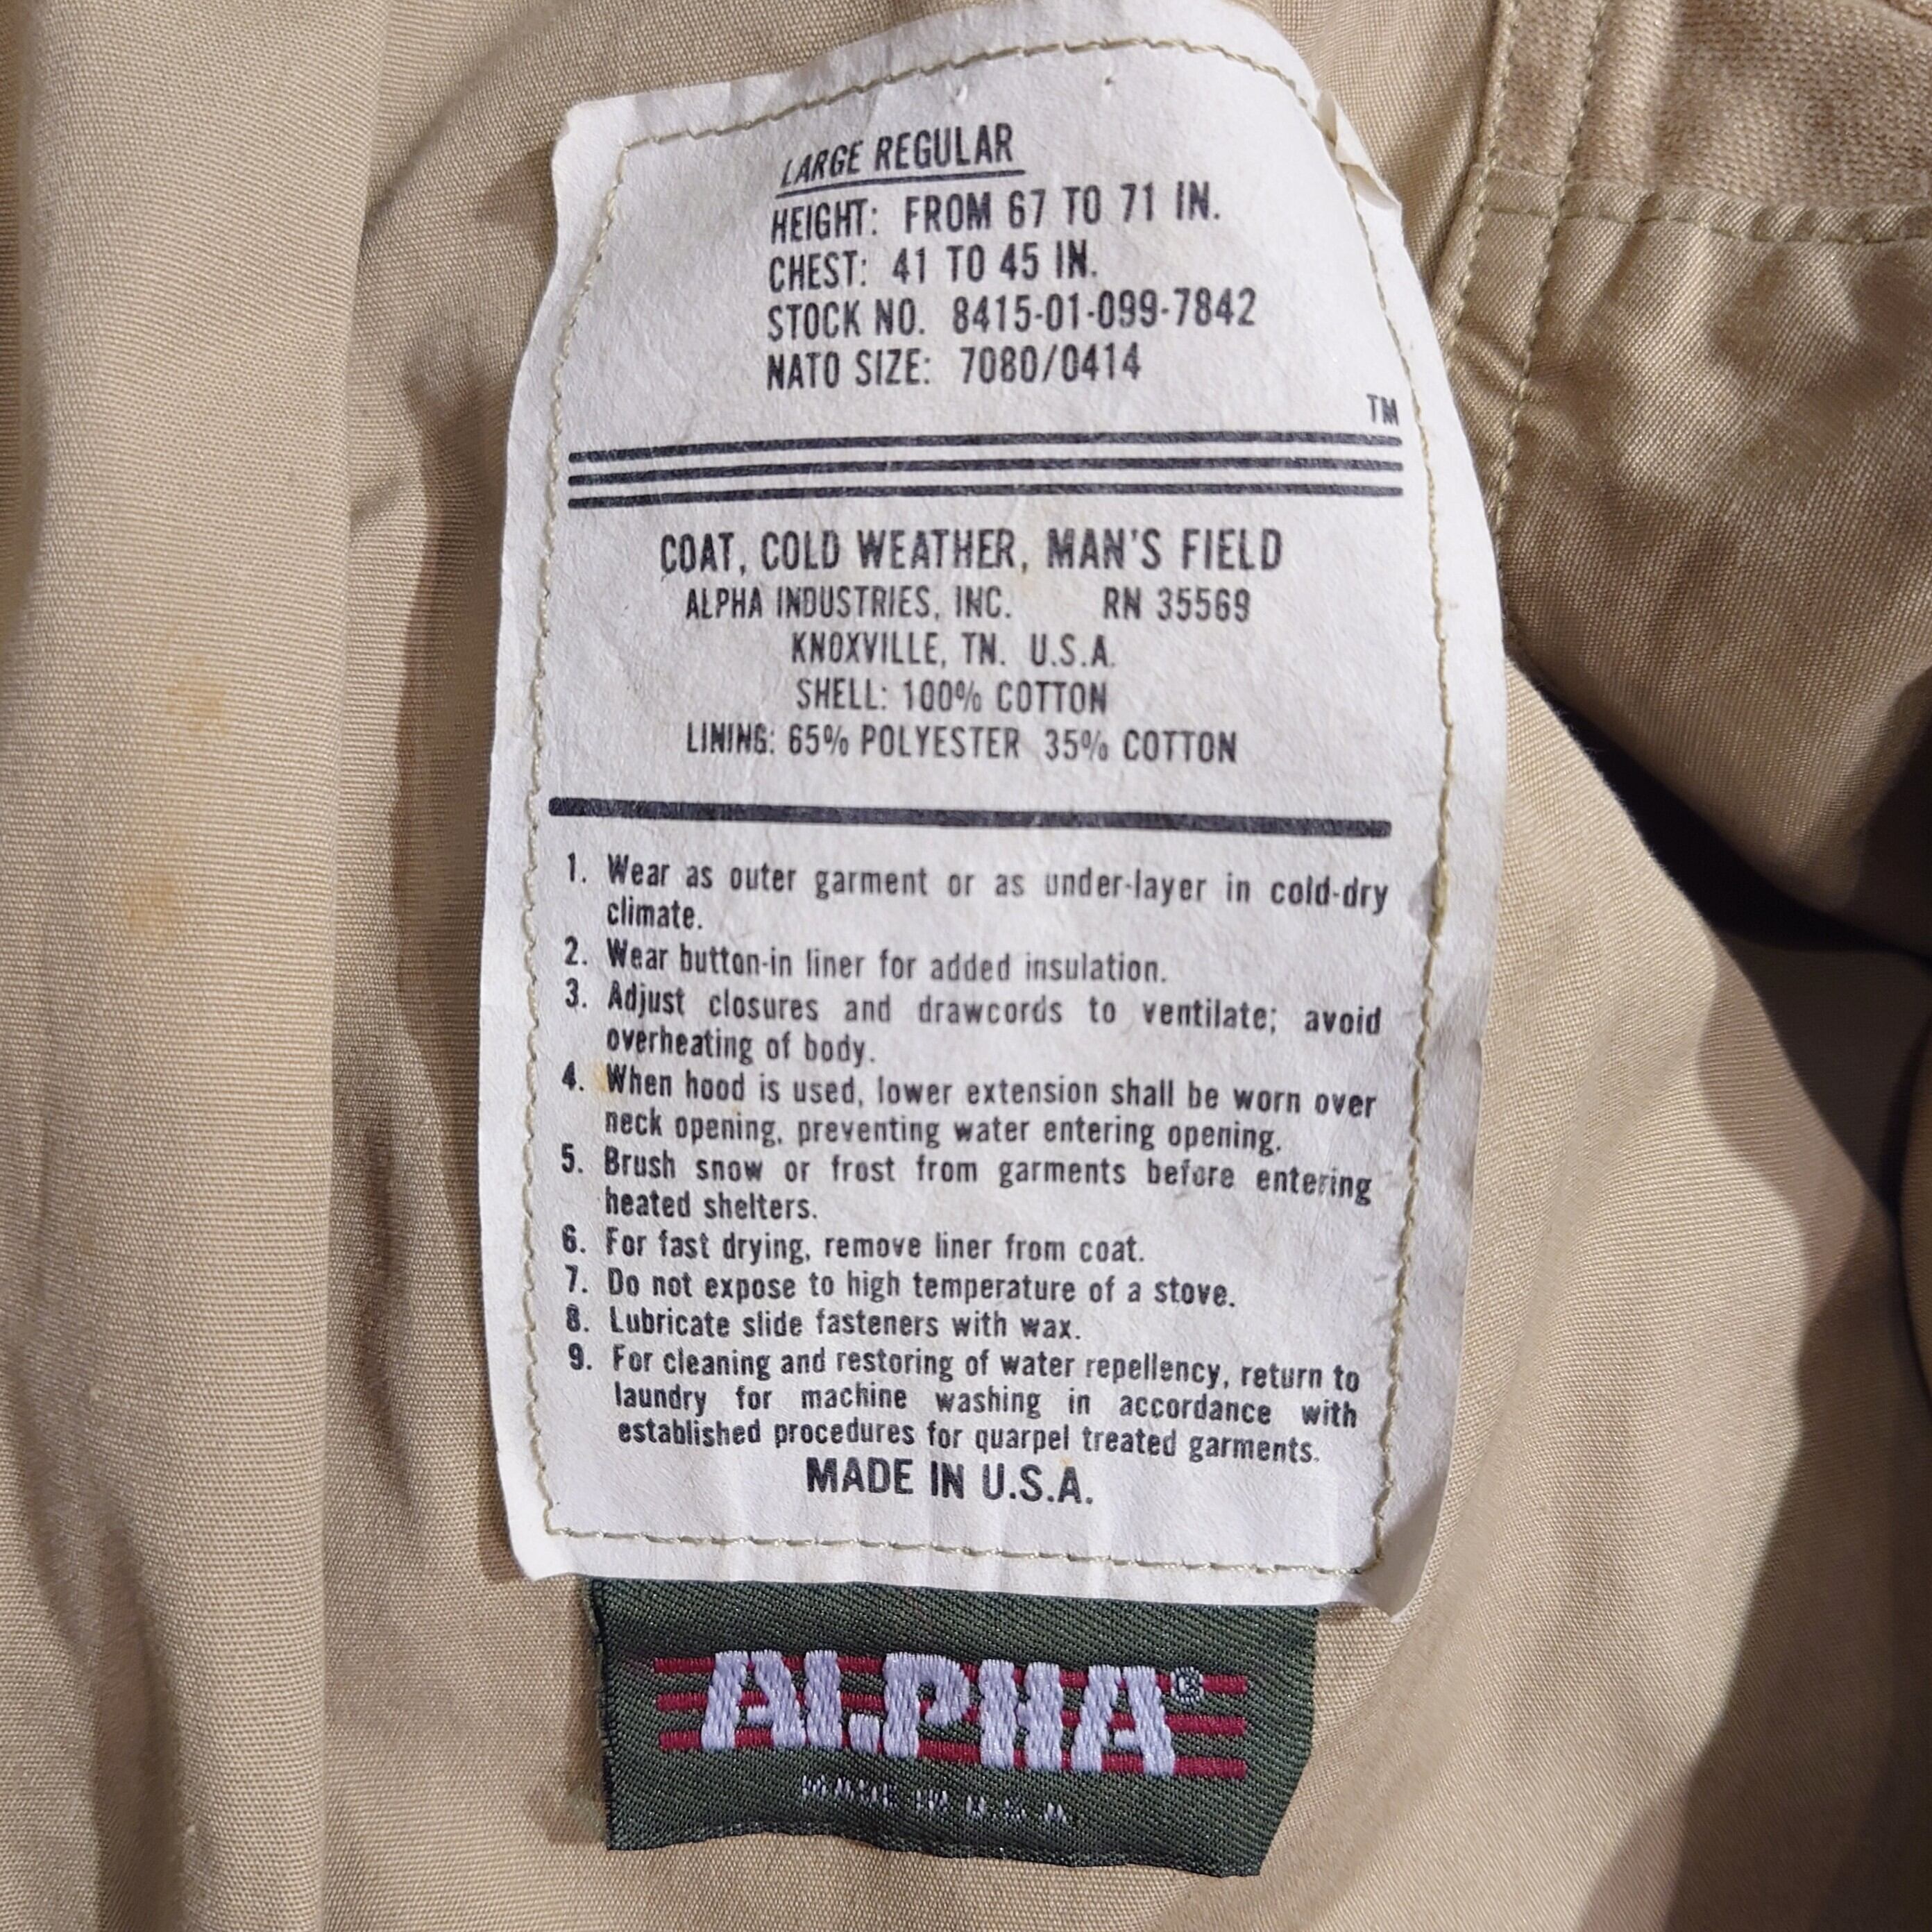 LARGE REGULAR
HEIGHT: FROM 67 TO 71 IN.
CHEST: 41 TO 45 IN.
STOCK NO. 8415-01-099-7842
NATO SIZE: 7080/0414
TM
COAT, COLD WEATHER, MAN'S FIELD
ALPHA INDUSTRIES, INC. RN 35569
KNOXVILLE, TN. U.S.A.
SHELL: 100% COTTON
LINING: 65% POLYESTER 35% COTTON
1. Wear as outer garment or as under-layer in cold-dry
climate.
2. Wear button-in liner for added insulation.
3. Adjust closures and drawcords to ventilate; avoid
overheating of body.
4. When hood is used, lower extension shall be worn over
neck opening, preventing water entering opening.
5. Brush snow or frost from garments before entering
heated shelters.
6. For fast drying, remove liner from coat.
7. Do not expose to high temperature of a stove.
8. Lubricate slide fasteners with wax.
9. For cleaning and restoring of water repellency, return to
laundry for machine washing in accordance with
established procedures for quarpel treated garments.
MADE IN U.S.A.
ALPHA®
MADE IN U.S.A